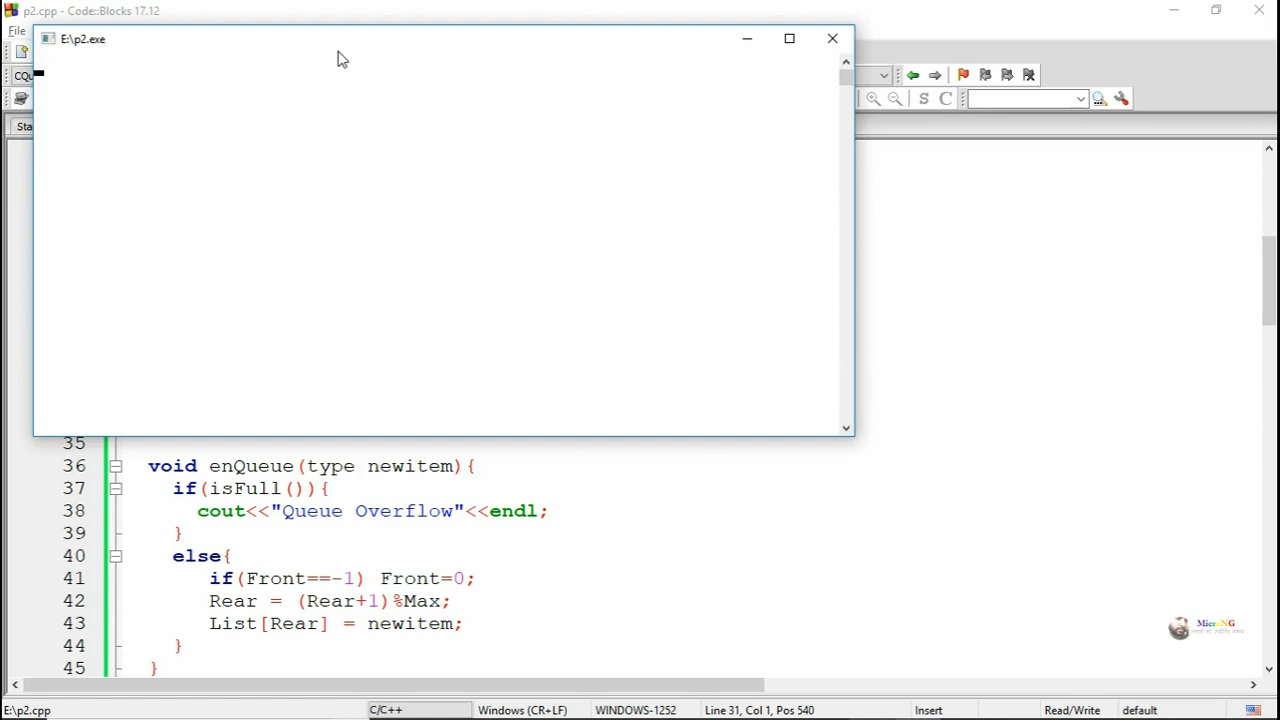 p2.cpp - Code::Blocks 17.12
File
E:\p2.exe
CQu
S C
Sta
35
36 void enQueue(type newitem){
37 if(isFull()){
38 cout<<"Queue Overflow"<<endl;
39 }
40 else{
41 if(Front==-1) Front=0;
42 Rear = (Rear+1)%Max;
43 List[Rear] = newitem;
44 }
45 }
MicroNG
E:\p2.cpp C/C++ Windows (CR+LF) WINDOWS-1252 Line 31, Col 1, Pos 540 Insert Read/Write default